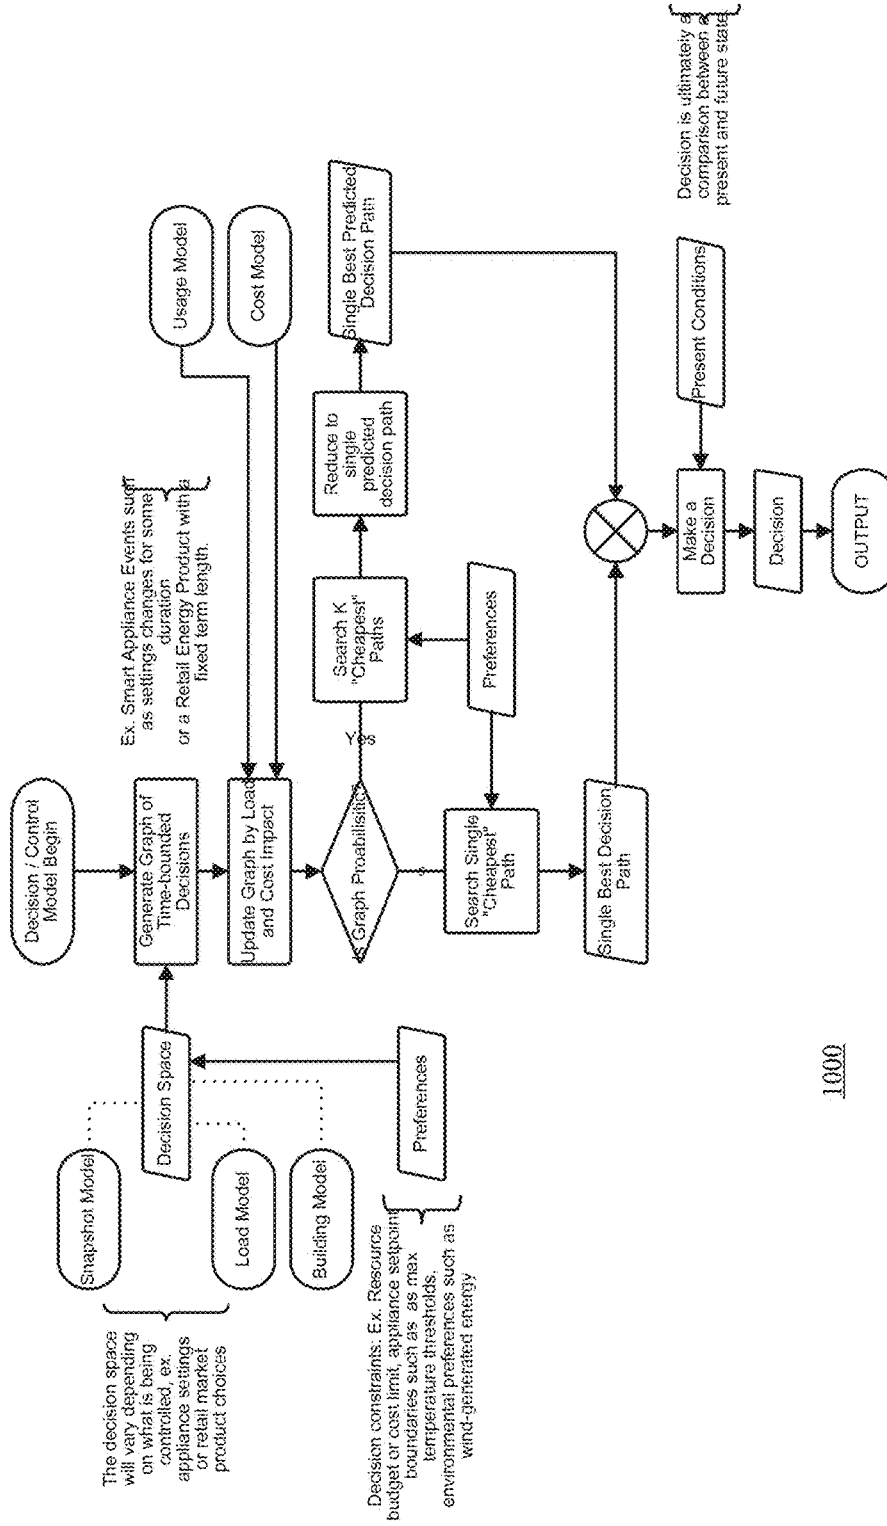 Decision / Control
Model Begin
Generate Graph of
Time-bounded
Decisions
Ex. Smart Appliance Events such
as settings changes for some
duration
or a Retail Energy Product with a
fixed term length.
Usage Model
Cost Model
Update Graph by Load
and Cost Impact
Snapshot Model
Decision Space
Load Model
Building Model
The decision space
will vary depending
on what is being
controlled, ex.
appliance settings
or retail market
product choices
Preferences
Decision constraints: Ex. Resource
budget or cost limit, appliance setpoint
boundaries such as as max
temperature thresholds.
environmental preferences such as
wind-generated energy
Is Graph Proabilisitic
Yes
Search K
"Cheapest"
Paths
Reduce to
single
predicted
decision path
Single Best Predicted
Decision Path
Preferences
Search Single
"Cheapest"
Path
Single Best Decision
Path
Make a
Decision
Present Conditions
Decision is ultimately a
comparison between a
present and future state
Decision
OUTPUT
1000